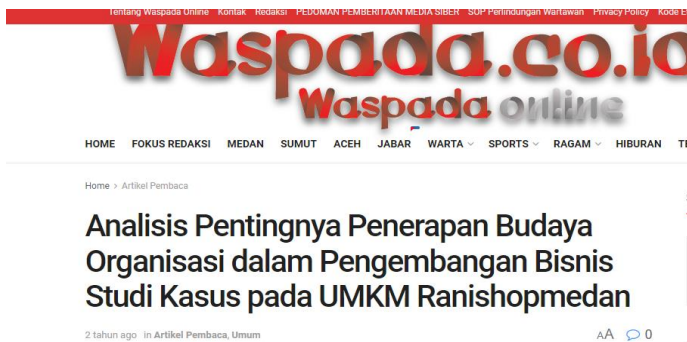 Tentang Waspada Online Kontak Redaksi PEDOMAN PEMBERITAAN MEDIA SIBER SOP Perlindungan Wartawan Privacy Policy Kode E
Waspada.co.id
Waspada online
HOME FOKUS REDAKSI MEDAN SUMUT ACEH JABAR WARTA SPORTS RAGAM HIBURAN TE
Home > Artikel Pembaca
Analisis Pentingnya Penerapan Budaya
Organisasi dalam Pengembangan Bisnis
Studi Kasus pada UMKM Ranishopmedan
2 tahun ago in Artikel Pembaca, Umum AA 0